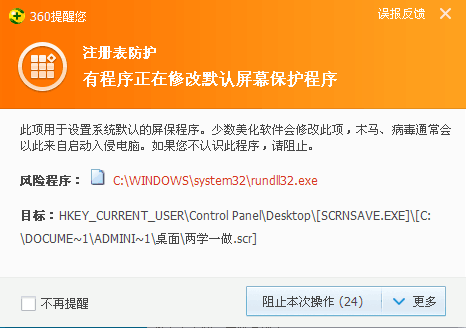 360提醒您
误报反馈
注册表防护
有程序正在修改默认屏幕保护程序
此项用于设置系统默认的屏保程序。少数美化软件会修改此项，木马、病毒通常会
以此来自启动入侵电脑。如果您不认识此程序，请阻止。
风险程序： C:\WINDOWS\system32\rundll32.exe
目标：HKEY_CURRENT_USER\Control Panel\Desktop\[SCRNSAVE.EXE]\[C:
\DOCUME~1\ADMINI~1\桌面\两学一做.scr]
不再提醒
阻止本次操作 (24)
更多